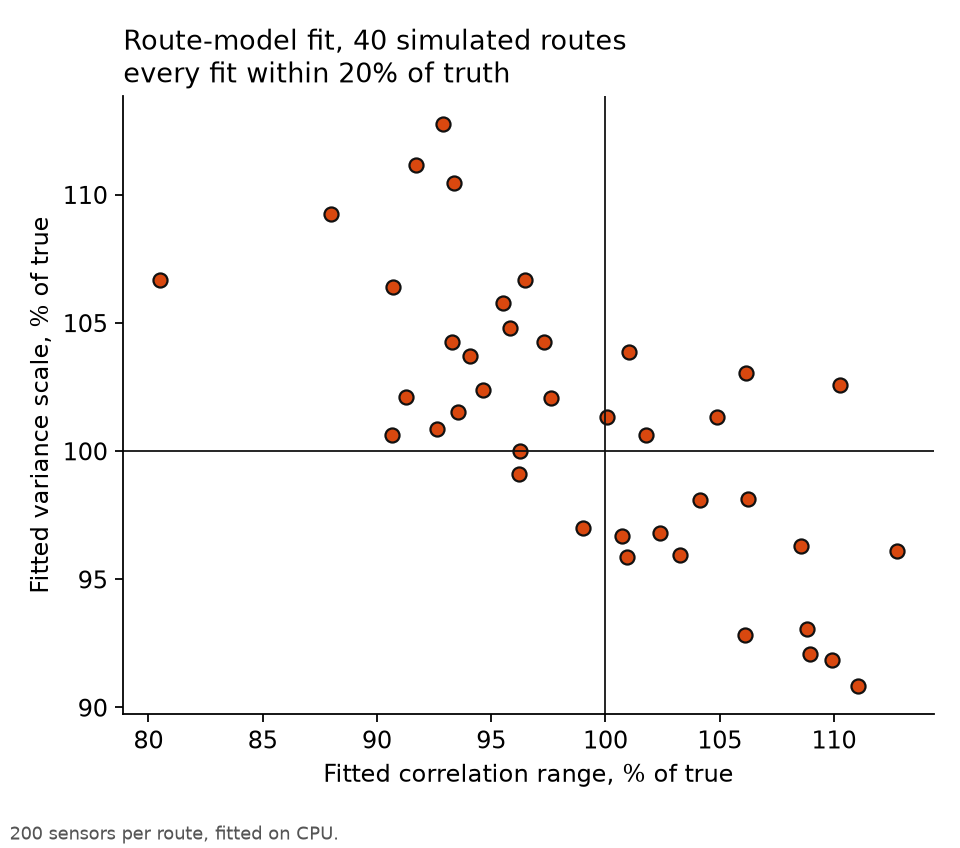 Route-model fit, 40 simulated routes
every fit within 20% of truth
Fitted variance scale, % of true
110
105
100
95
90
80
85
90
95
100
105
110
Fitted correlation range, % of true
200 sensors per route, fitted on CPU.